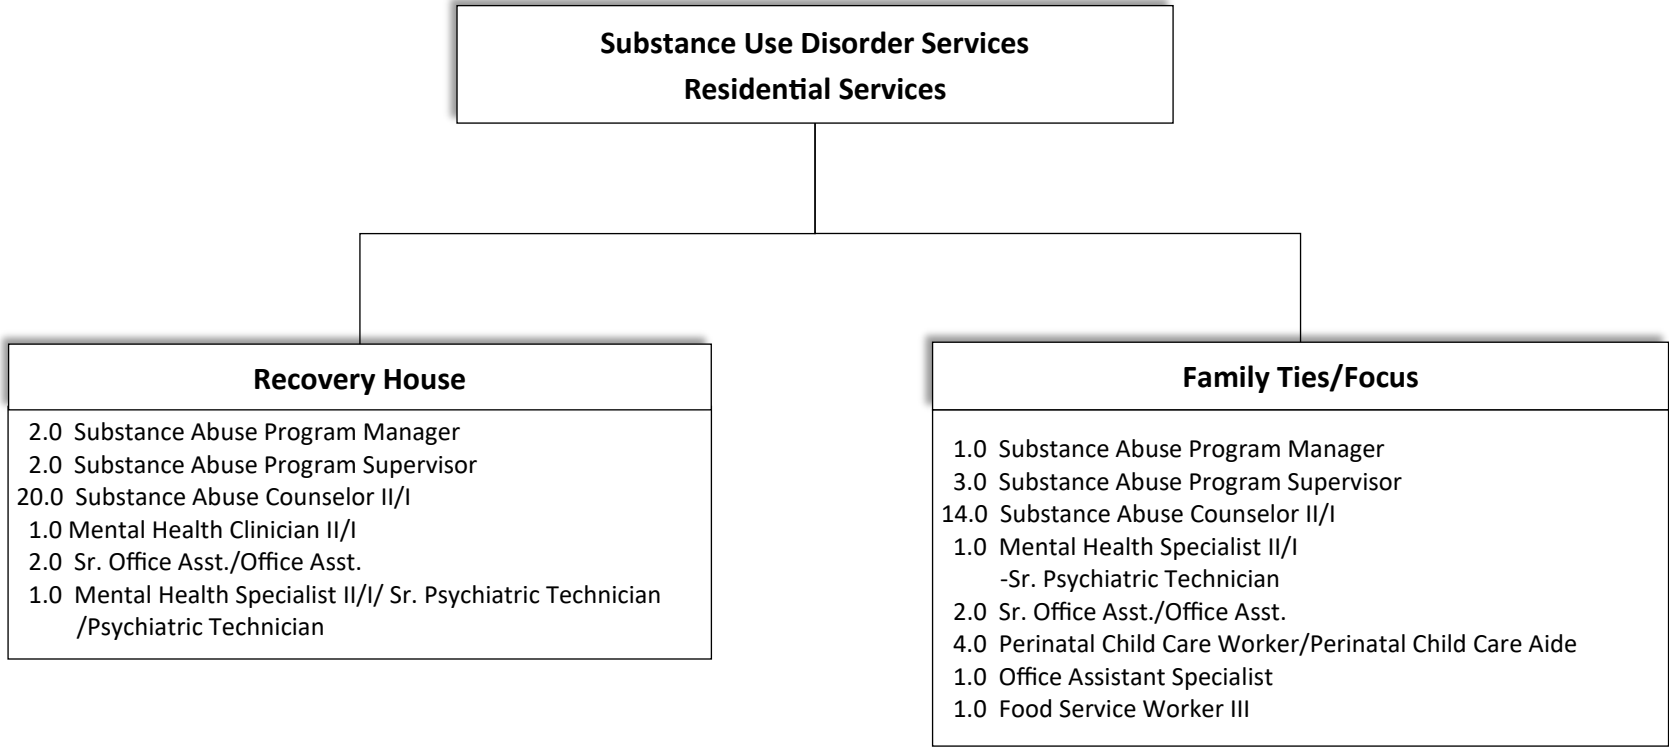 Substance Use Disorder Services
Residential Services
Recovery House
2.0 Substance Abuse Program Manager
2.0 Substance Abuse Program Supervisor
20.0 Substance Abuse Counselor II/I
1.0 Mental Health Clinician II/I
2.0 Sr. Office Asst./Office Asst.
1.0 Mental Health Specialist II/I/ Sr. Psychiatric Technician
/Psychiatric Technician
Family Ties/Focus
1.0 Substance Abuse Program Manager
3.0 Substance Abuse Program Supervisor
14.0 Substance Abuse Counselor II/I
1.0 Mental Health Specialist II/I
-Sr. Psychiatric Technician
2.0 Sr. Office Asst./Office Asst.
4.0 Perinatal Child Care Worker/Perinatal Child Care Aide
1.0 Office Assistant Specialist
1.0 Food Service Worker III